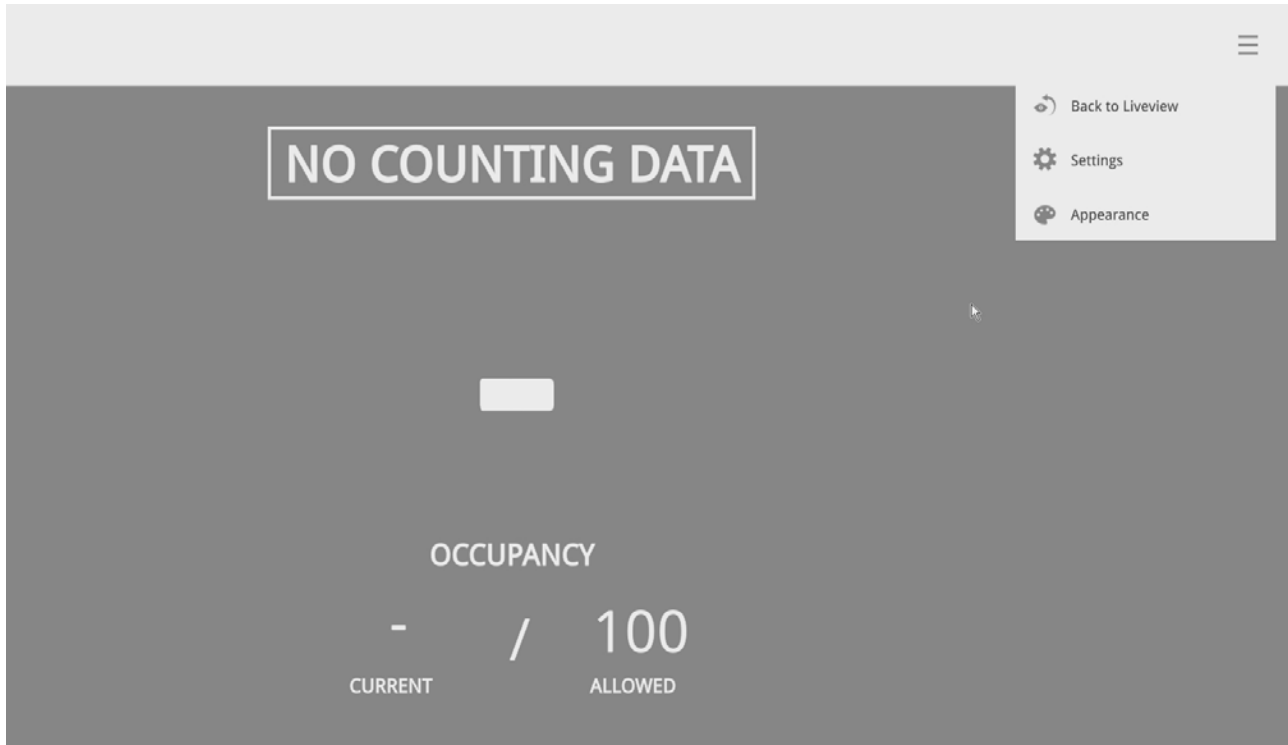 Back to Liveview
Settings
Appearance
NO COUNTING DATA
OCCUPANCY
- / 100
CURRENT ALLOWED